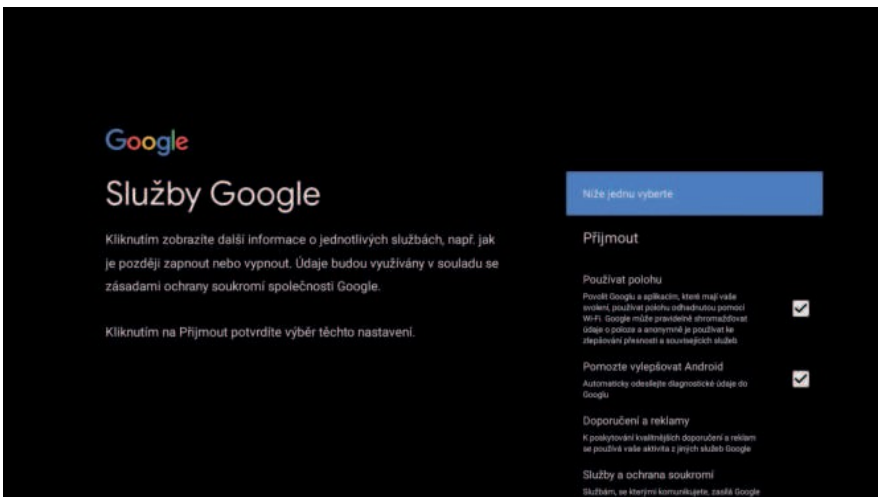 Google
Služby Google
Kliknutím zobrazíte další informace o jednotlivých službách, např. jak
je později zapnout nebo vypnout. Údaje budou využívány v souladu se
zásadami ochrany soukromí společnosti Google.
Kliknutím na Přijmout potvrdíte výběr těchto nastavení.
Níže jednu vyberte
Přijmout
Používat polohu
Povolit Googlu a aplikacím, které mají vaše
svolení, používat polohu odhadnutou pomocí
Wi-Fi. Google může pravidelně shromažďovat
údaje o poloze a anonymně je používat ke
zlepšování přesnosti a souvisejících služeb
Pomozte vylepšovat Android
Automaticky odesílejte diagnostické údaje do
Googlu
Doporučení a reklamy
K poskytování kvalitnějších doporučení a reklam
se používá vaše aktivita z jiných služeb Google
Služby a ochrana soukromí
Službám, se kterými komunikujete, zasílá Google